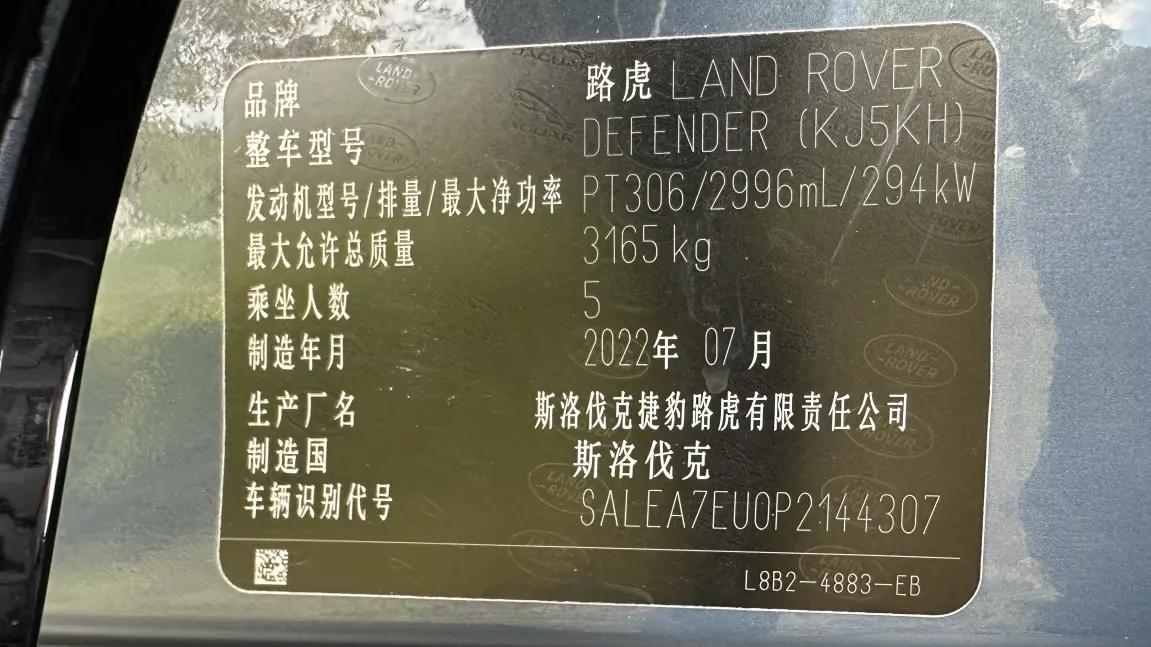 品牌 路虎 LAND ROVER
整车型号 DEFENDER (KJ5KH)
发动机型号/排量/最大净功率 PT306/2996mL/294kW
最大允许总质量 3165 kg
乘坐人数 5
制造年月 2022年 07月
生产厂名 斯洛伐克捷豹路虎有限责任公司
制造国 斯洛伐克
车辆识别代号 SALEA7EU0P2144307
L8B2-4883-EB